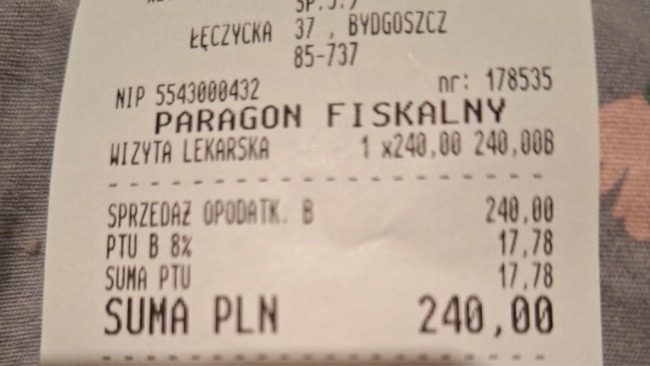 SP.J.
ŁĘCZYCKA 37 , BYDGOSZCZ
85-737
NIP 5543000432 nr: 178535
PARAGON FISKALNY
WIZYTA LEKARSKA 1 x240,00 240,00B
- - - - - - - - - - - - - - - - - - - -
SPRZEDAŻ OPODATK. B 240,00
PTU B 8% 17,78
SUMA PTU 17,78
SUMA PLN 240,00
- - - - - - - - - - - - - - - - - - - -